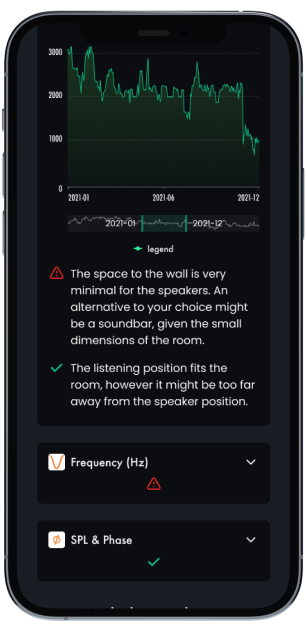 3000
2000
1000
0
2021-01 2021-06 2021-12
2021-01 2021-12
legend
The space to the wall is very
minimal for the speakers. An
alternative to your choice might
be a soundbar, given the small
dimensions of the room.
The listening position fits the
room, however it might be too far
away from the speaker position.
Frequency (Hz)
SPL & Phase